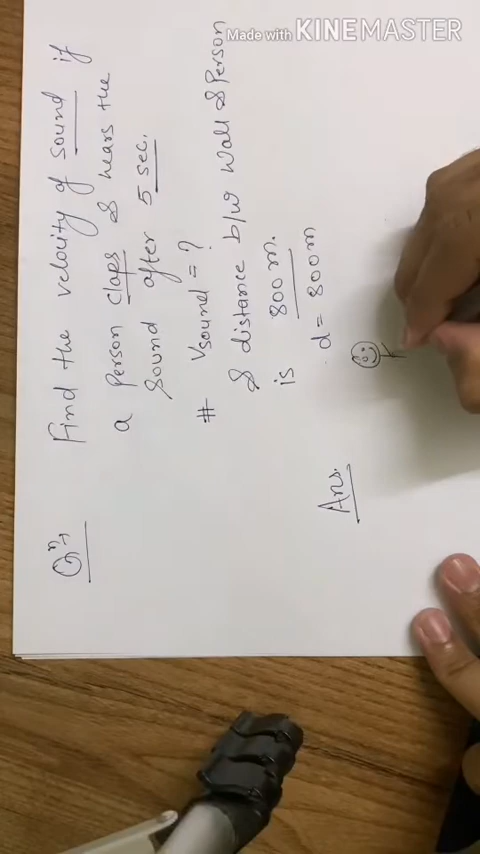 Made with KINEMASTER
Qⁿ→ Find the velocity of sound if
a person claps & hears the
sound after 5 sec.
# Vsound = ?
& distance b/w wall & Person
is 800 m.
Ans. d = 800 m